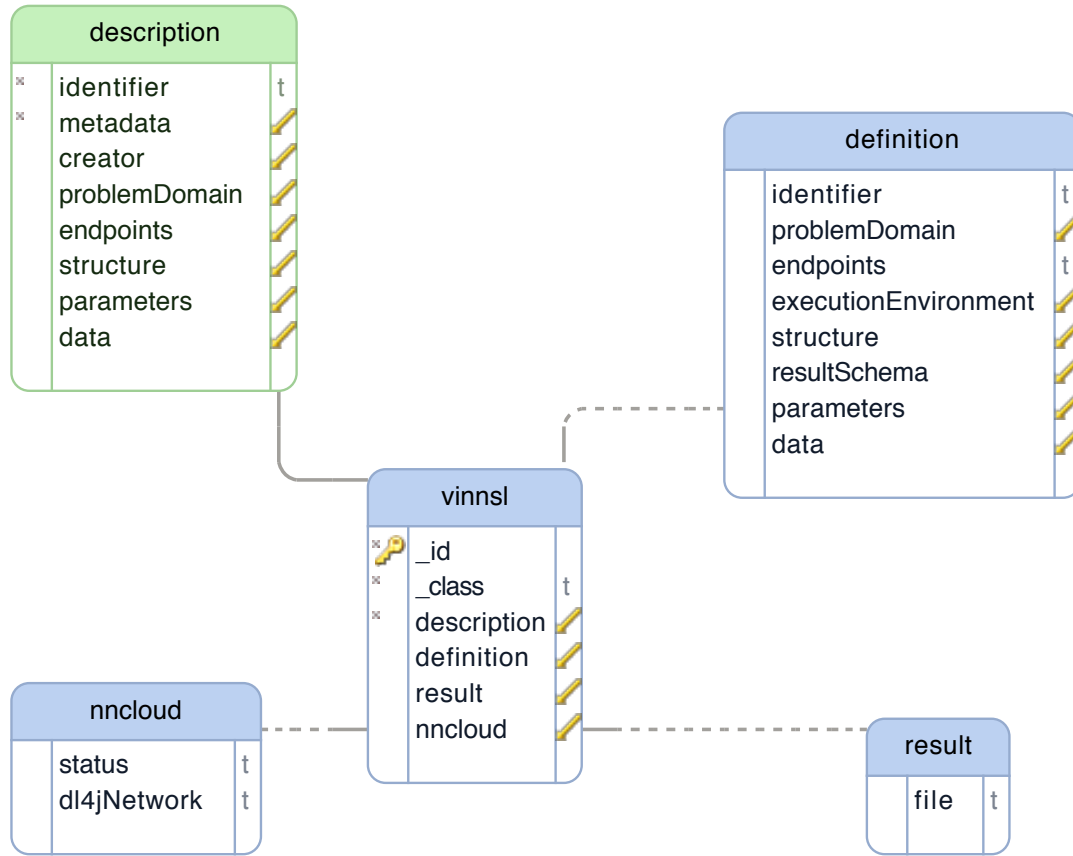 description
identifier t
metadata
creator
problemDomain
endpoints
structure
parameters
data
definition
identifier t
problemDomain
endpoints t
executionEnvironment
structure
resultSchema
parameters
data
vinnsl
_id
_class t
description
definition
result
nncloud
nncloud
status t
dl4jNetwork t
result
file t